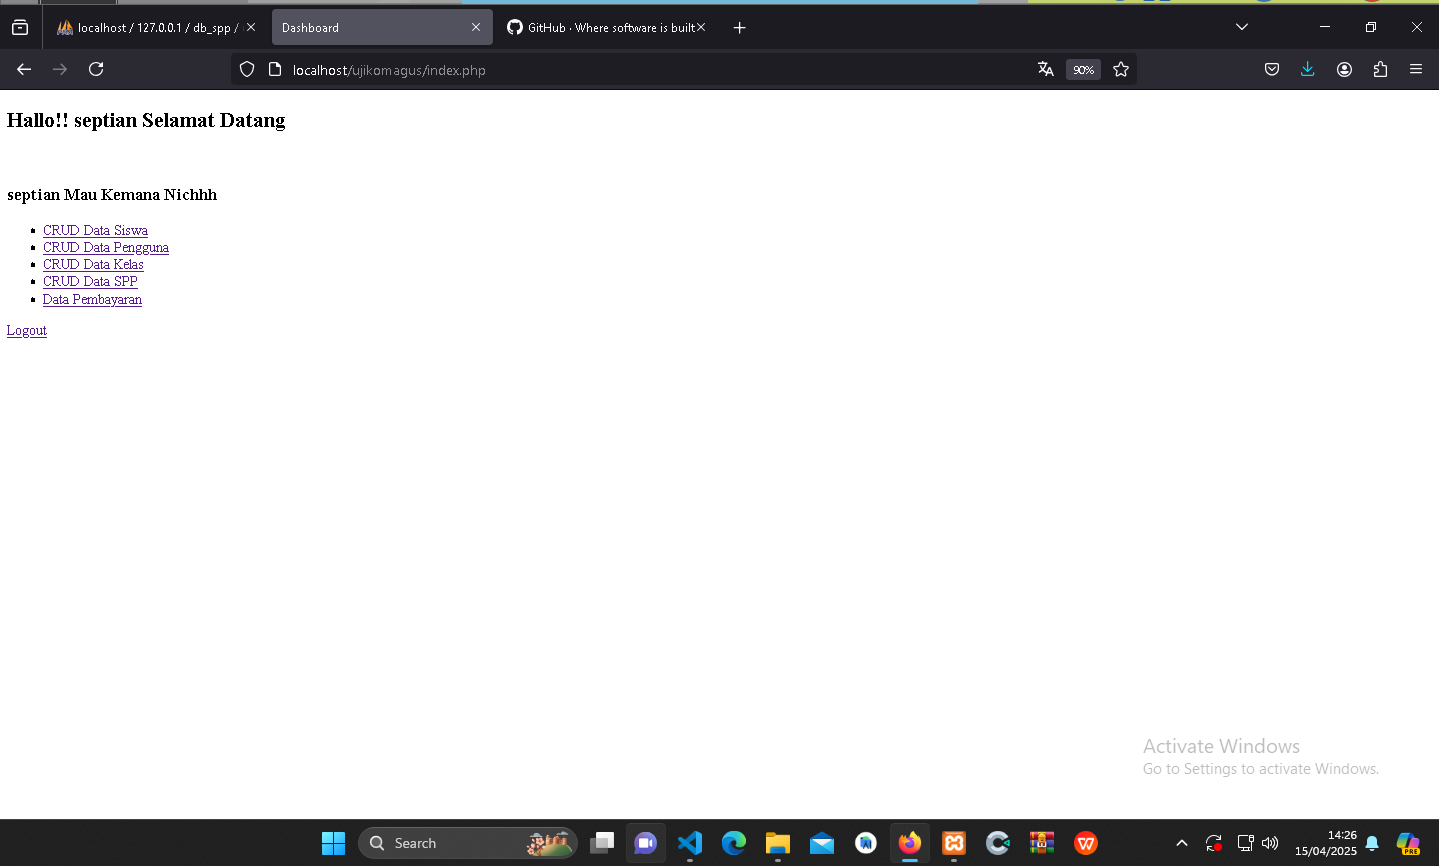 localhost / 127.0.0.1 / db_spp /
Dashboard
GitHub · Where software is built
localhost/ujikomagus/index.php
90%
Hallo!! septian Selamat Datang
septian Mau Kemana Nichhh
CRUD Data Siswa
CRUD Data Pengguna
CRUD Data Kelas
CRUD Data SPP
Data Pembayaran
Logout
Activate Windows
Go to Settings to activate Windows.
Search
14:26
15/04/2025
PRE